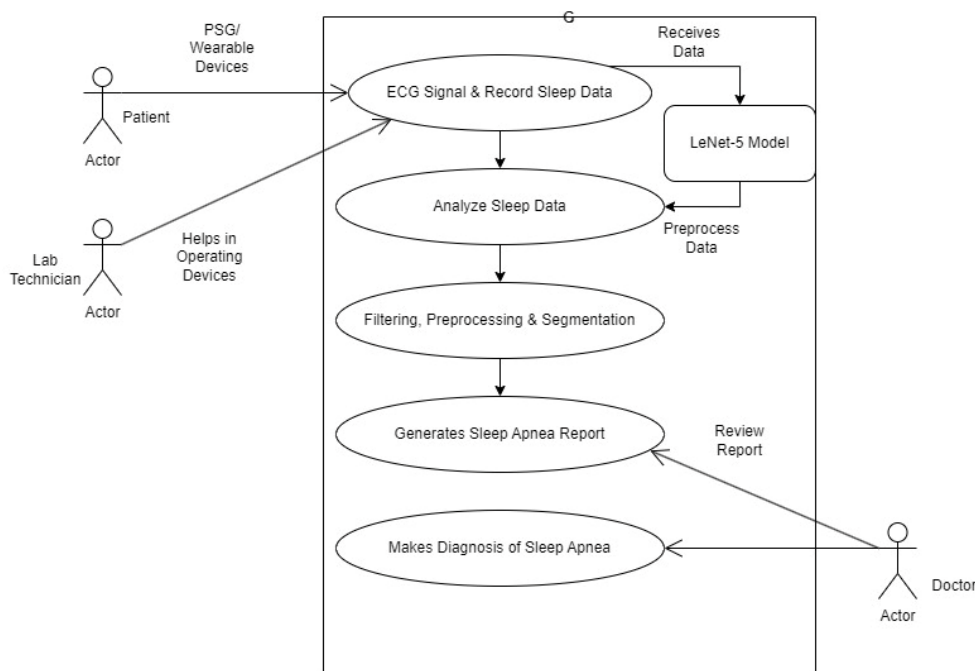 G
PSG/
Wearable
Devices
Receives
Data
ECG Signal & Record Sleep Data
Patient
Actor
LeNet-5 Model
Analyze Sleep Data
Preprocess
Data
Helps in
Operating
Devices
Lab
Technician
Actor
Filtering, Preprocessing & Segmentation
Generates Sleep Apnea Report
Review
Report
Makes Diagnosis of Sleep Apnea
Doctor
Actor